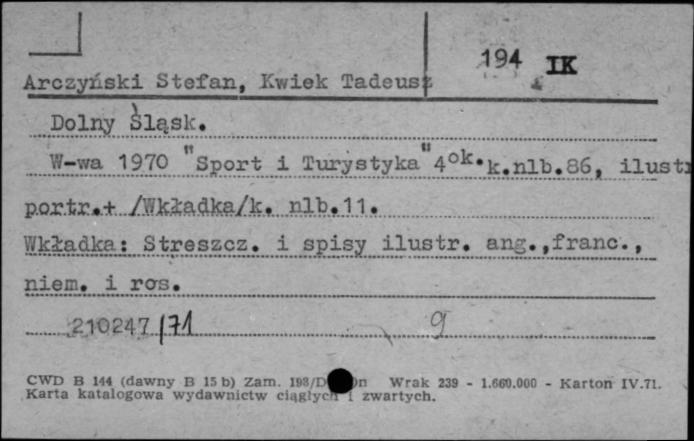 194 IK
Arczyński Stefan, Kwiek Tadeusz
Dolny Śląsk.
W-wa 1970 "Sport i Turystyka" 4ok. k.nlb.86, ilustr
portr.+ /Wkładka/k. nlb.11.
Wkładka: Streszcz. i spisy ilustr. ang.,franc.,
niem. i ros.
210247/71 9
CWD B 144 (dawny B 15 b) Zam. Wrak 239 - 1.660.000 - Karton IV.71.
Karta katalogowa wydawnictw ciągłych i zwartych.